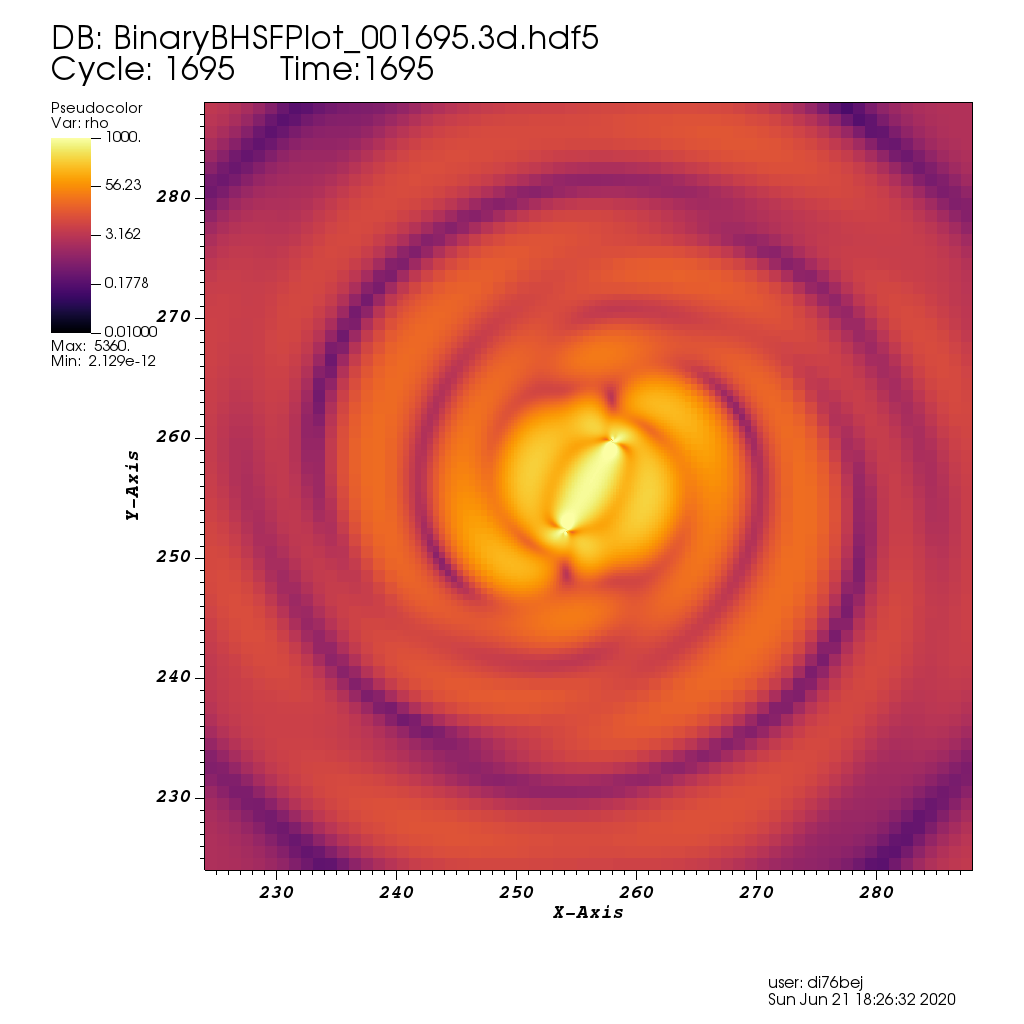 DB: BinaryBHSFPlot_001695.3d.hdf5
Cycle: 1695 Time:1695
Pseudocolor
Var: rho
1000.
56.23
3.162
0.1778
0.01000
Max: 5360.
Min: 2.129e-12
280
270
260
250
240
230
Y-Axis
230 240 250 260 270 280
X-Axis
user: di76bej
Sun Jun 21 18:26:32 2020